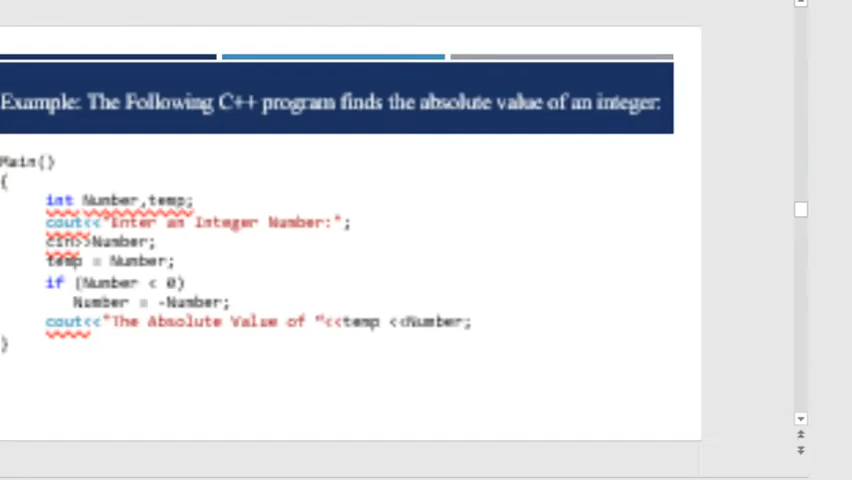 Example: The Following C++ program finds the absolute value of an integer:
Main()
{
int Number,temp;
cout<<"Enter an Integer Number:";
cin>>Number;
temp = Number;
if (Number < 0)
Number = -Number;
cout<<"The Absolute Value of "<<temp <<Number;
}